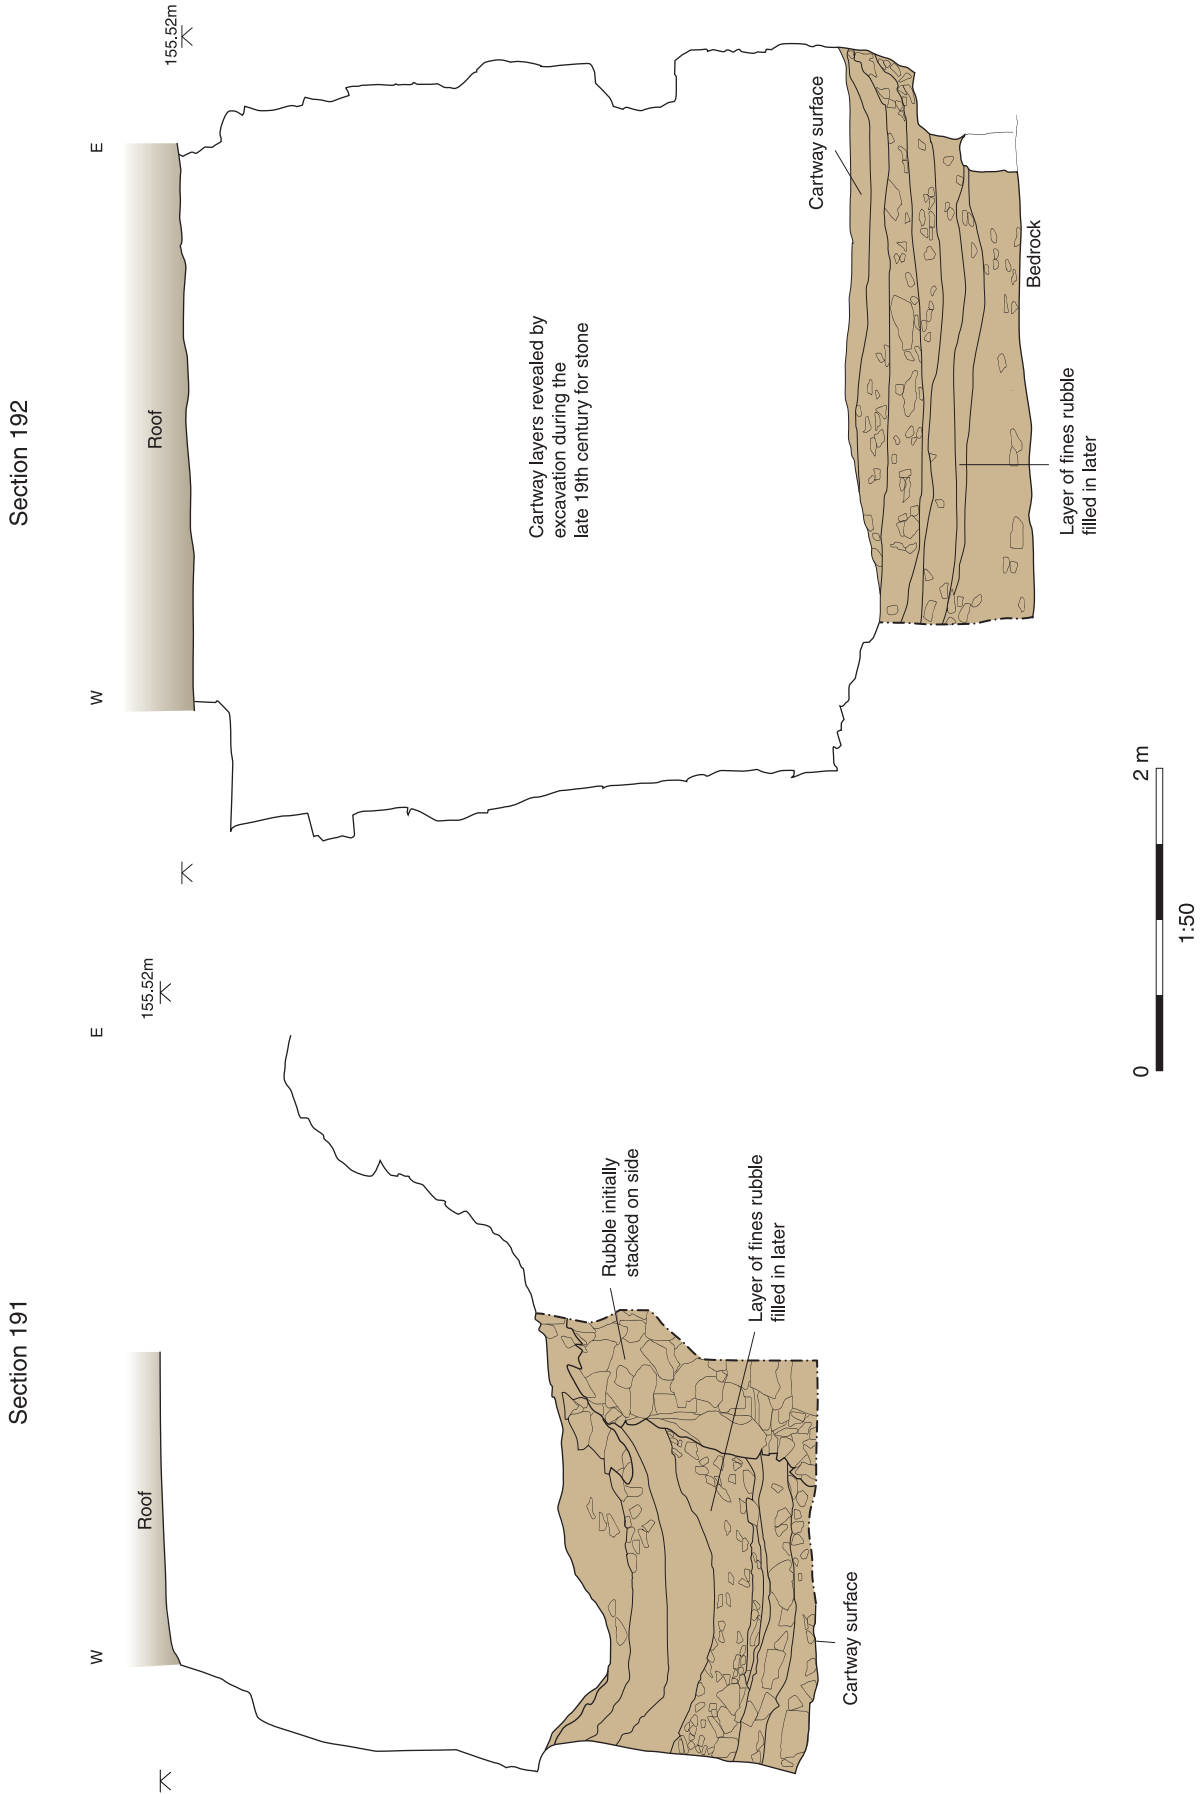 Section 191
W
E
155.52m
Roof
Rubble initially
stacked on side
Layer of fines rubble
filled in later
Cartway surface
Section 192
W
E
155.52m
Roof
Cartway layers revealed by
excavation during the
late 19th century for stone
Cartway surface
Bedrock
Layer of fines rubble
filled in later
0
2 m
1:50